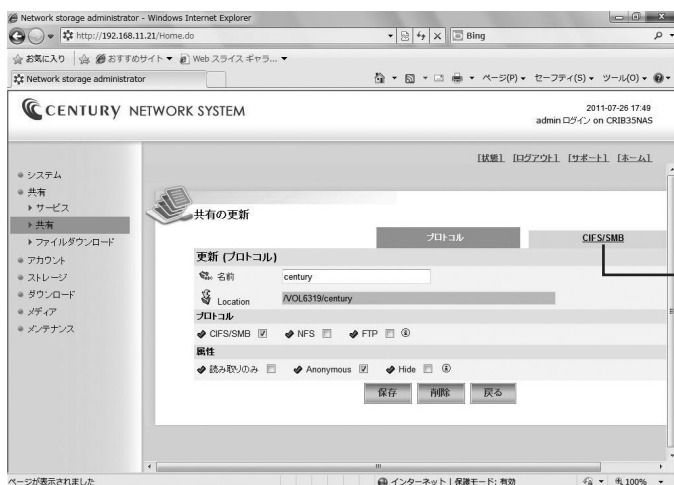 Network storage administrator - Windows Internet Explorer
http://192.168.11.21/Home.do
Bing
お気に入り おすすめサイト Web スライス ギャラ...
Network storage administrator
ページ(P) セーフティ(S) ツール(O)
CENTURY NETWORK SYSTEM
2011-07-26 17:49
admin ログイン on CRIB35NAS
[状態] [ログアウト] [サポート] [ホーム]
システム
共有
サービス
共有
ファイルダウンロード
アカウント
ストレージ
ダウンロード
メディア
メンテナンス
共有の更新
プロトコル CIFS/SMB
更新 (プロトコル)
名前 century
Location /VOL6319/century
プロトコル
CIFS/SMB NFS FTP
属性
読み取りのみ Anonymous Hide
保存 削除 戻る
ページが表示されました インターネット | 保護モード: 有効 100%